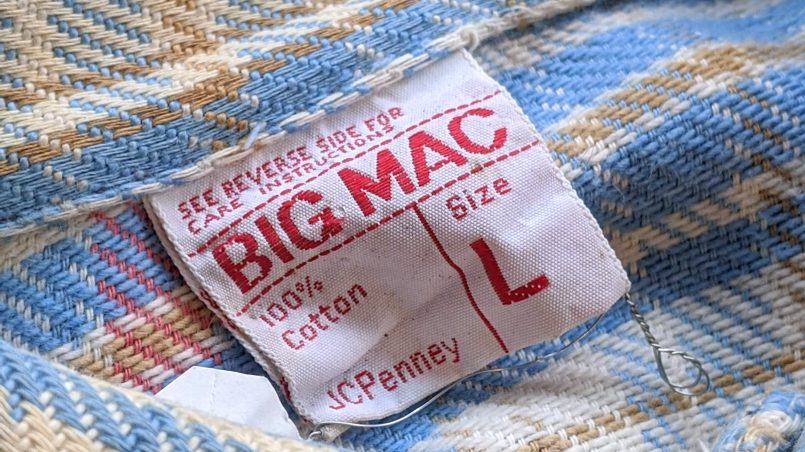 SEE REVERSE SIDE FOR
CARE INSTRUCTIONS
BIG MAC
100%
Cotton
Size
L
JCPenney